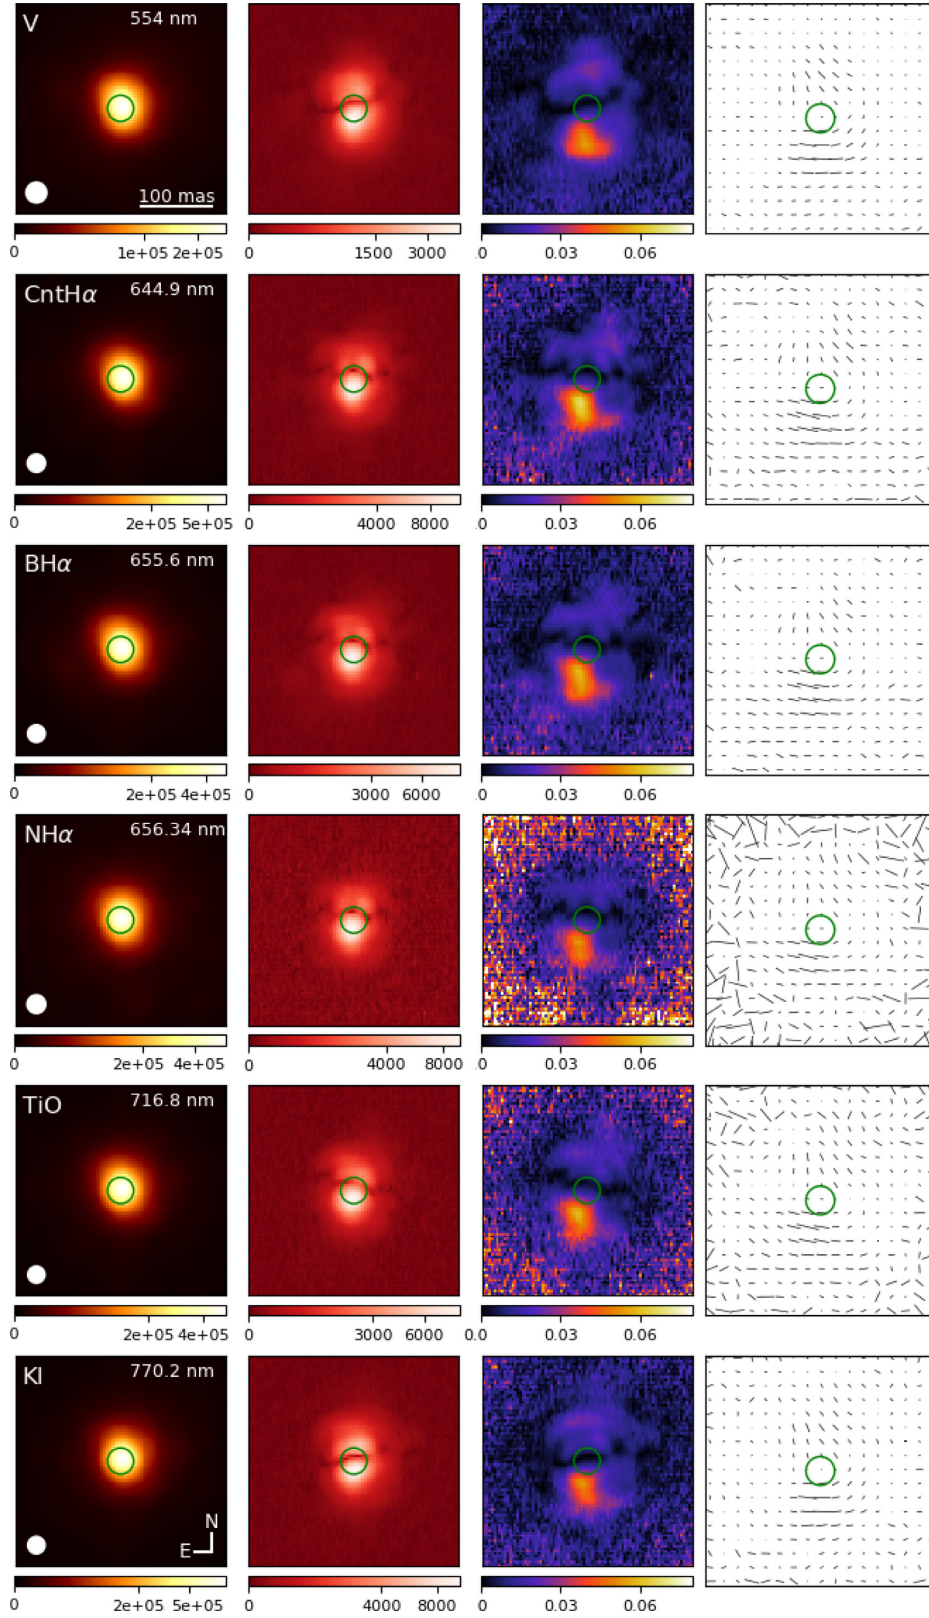 V 554 nm
100 mas
0 1e+05 2e+05 0 1500 3000 .0 0.03 0.06
CntHα 644.9 nm
0 2e+05 5e+05 0 4000 8000 .0 0.03 0.06
BHα 655.6 nm
0 2e+05 4e+05 0 3000 6000 .0 0.03 0.06
NHα 656.34 nm
0 2e+05 4e+05 0 4000 8000 .0 0.03 0.06
TiO 716.8 nm
0 2e+05 4e+05 0 3000 6000 0.0 0.03 0.06
KI 770.2 nm
N
E
0 2e+05 5e+05 0 4000 8000 .0 0.03 0.06